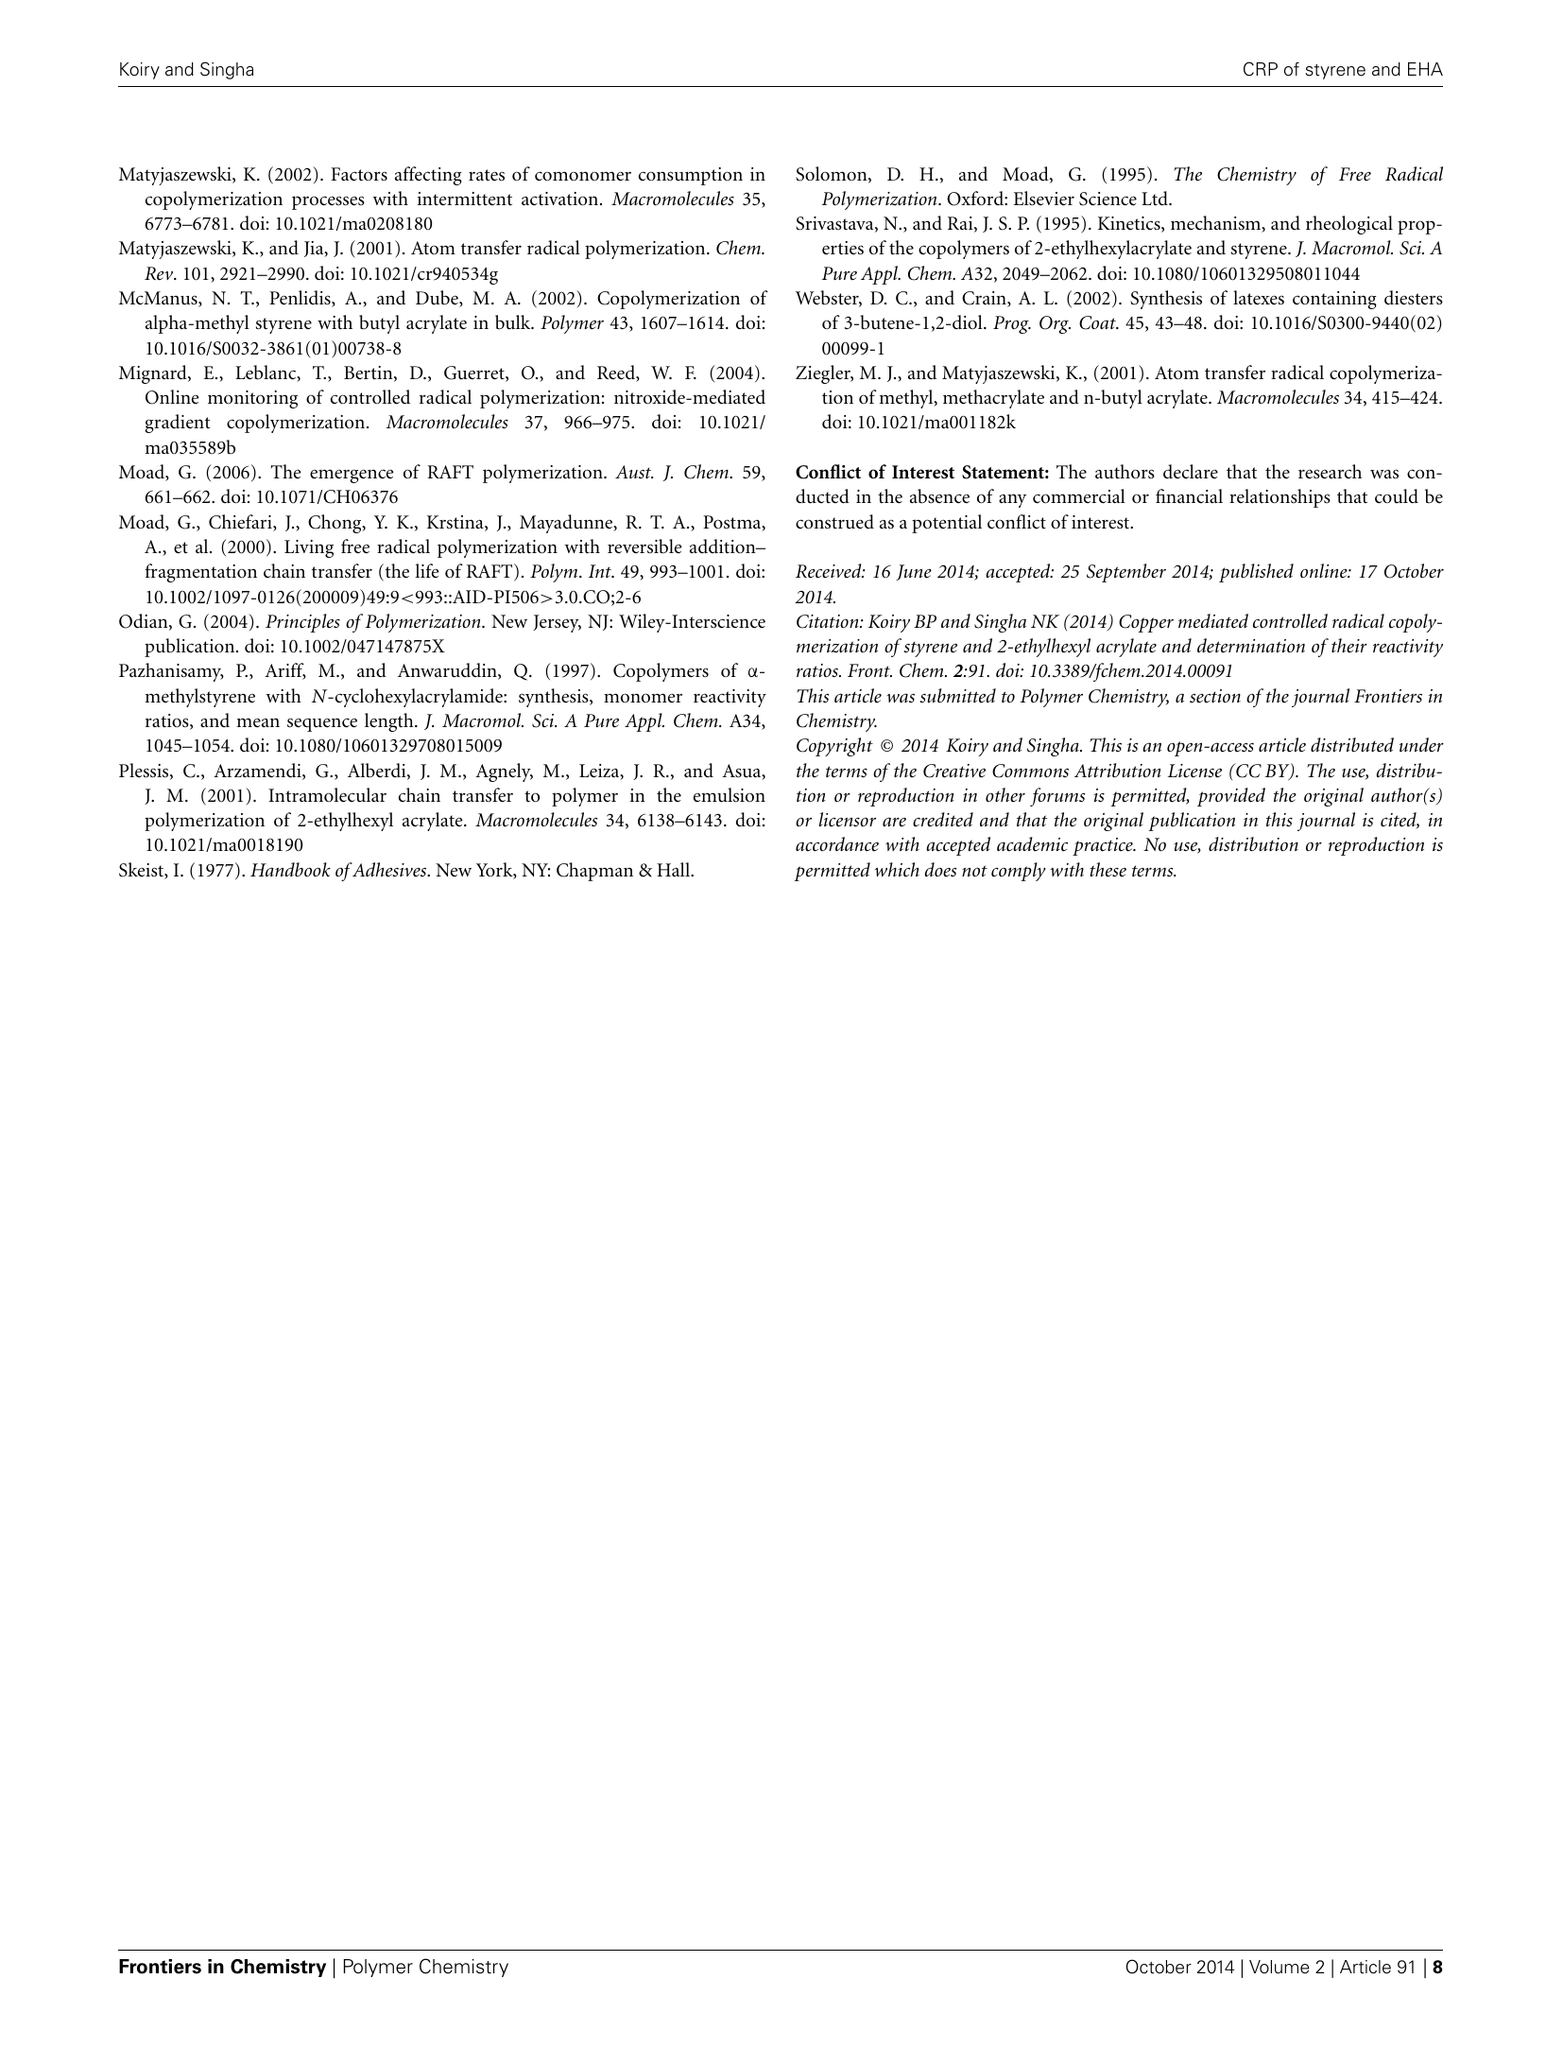 Koiry and Singha
CRP of styrene and EHA
Matyjaszewski, K. (2002). Factors affecting rates of comonomer consumption in
copolymerization processes with intermittent activation. Macromolecules 35,
6773–6781. doi: 10.1021/ma0208180
Matyjaszewski, K., and Jia, J. (2001). Atom transfer radical polymerization. Chem.
Rev. 101, 2921–2990. doi: 10.1021/cr940534g
McManus, N. T., Penlidis, A., and Dube, M. A. (2002). Copolymerization of
alpha-methyl styrene with butyl acrylate in bulk. Polymer 43, 1607–1614. doi:
10.1016/S0032-3861(01)00738-8
Mignard, E., Leblanc, T., Bertin, D., Guerret, O., and Reed, W. F. (2004).
Online monitoring of controlled radical polymerization: nitroxide-mediated
gradient copolymerization. Macromolecules 37, 966–975. doi: 10.1021/
ma035589b
Moad, G. (2006). The emergence of RAFT polymerization. Aust. J. Chem. 59,
661–662. doi: 10.1071/CH06376
Moad, G., Chiefari, J., Chong, Y. K., Krstina, J., Mayadunne, R. T. A., Postma,
A., et al. (2000). Living free radical polymerization with reversible addition–
fragmentation chain transfer (the life of RAFT). Polym. Int. 49, 993–1001. doi:
10.1002/1097-0126(200009)49:9<993::AID-PI506>3.0.CO;2-6
Odian, G. (2004). Principles of Polymerization. New Jersey, NJ: Wiley-Interscience
publication. doi: 10.1002/047147875X
Pazhanisamy, P., Ariff, M., and Anwaruddin, Q. (1997). Copolymers of α-
methylstyrene with N-cyclohexylacrylamide: synthesis, monomer reactivity
ratios, and mean sequence length. J. Macromol. Sci. A Pure Appl. Chem. A34,
1045–1054. doi: 10.1080/10601329708015009
Plessis, C., Arzamendi, G., Alberdi, J. M., Agnely, M., Leiza, J. R., and Asua,
J. M. (2001). Intramolecular chain transfer to polymer in the emulsion
polymerization of 2-ethylhexyl acrylate. Macromolecules 34, 6138–6143. doi:
10.1021/ma0018190
Skeist, I. (1977). Handbook of Adhesives. New York, NY: Chapman & Hall.
Solomon, D. H., and Moad, G. (1995). The Chemistry of Free Radical
Polymerization. Oxford: Elsevier Science Ltd.
Srivastava, N., and Rai, J. S. P. (1995). Kinetics, mechanism, and rheological prop-
erties of the copolymers of 2-ethylhexylacrylate and styrene. J. Macromol. Sci. A
Pure Appl. Chem. A32, 2049–2062. doi: 10.1080/10601329508011044
Webster, D. C., and Crain, A. L. (2002). Synthesis of latexes containing diesters
of 3-butene-1,2-diol. Prog. Org. Coat. 45, 43–48. doi: 10.1016/S0300-9440(02)
00099-1
Ziegler, M. J., and Matyjaszewski, K., (2001). Atom transfer radical copolymeriza-
tion of methyl, methacrylate and n-butyl acrylate. Macromolecules 34, 415–424.
doi: 10.1021/ma001182k
Conflict of Interest Statement: The authors declare that the research was con-
ducted in the absence of any commercial or financial relationships that could be
construed as a potential conflict of interest.
Received: 16 June 2014; accepted: 25 September 2014; published online: 17 October
2014.
Citation: Koiry BP and Singha NK (2014) Copper mediated controlled radical copoly-
merization of styrene and 2-ethylhexyl acrylate and determination of their reactivity
ratios. Front. Chem. 2:91. doi: 10.3389/fchem.2014.00091
This article was submitted to Polymer Chemistry, a section of the journal Frontiers in
Chemistry.
Copyright © 2014 Koiry and Singha. This is an open-access article distributed under
the terms of the Creative Commons Attribution License (CC BY). The use, distribu-
tion or reproduction in other forums is permitted, provided the original author(s)
or licensor are credited and that the original publication in this journal is cited, in
accordance with accepted academic practice. No use, distribution or reproduction is
permitted which does not comply with these terms.
Frontiers in Chemistry | Polymer Chemistry
October 2014 | Volume 2 | Article 91 | 8